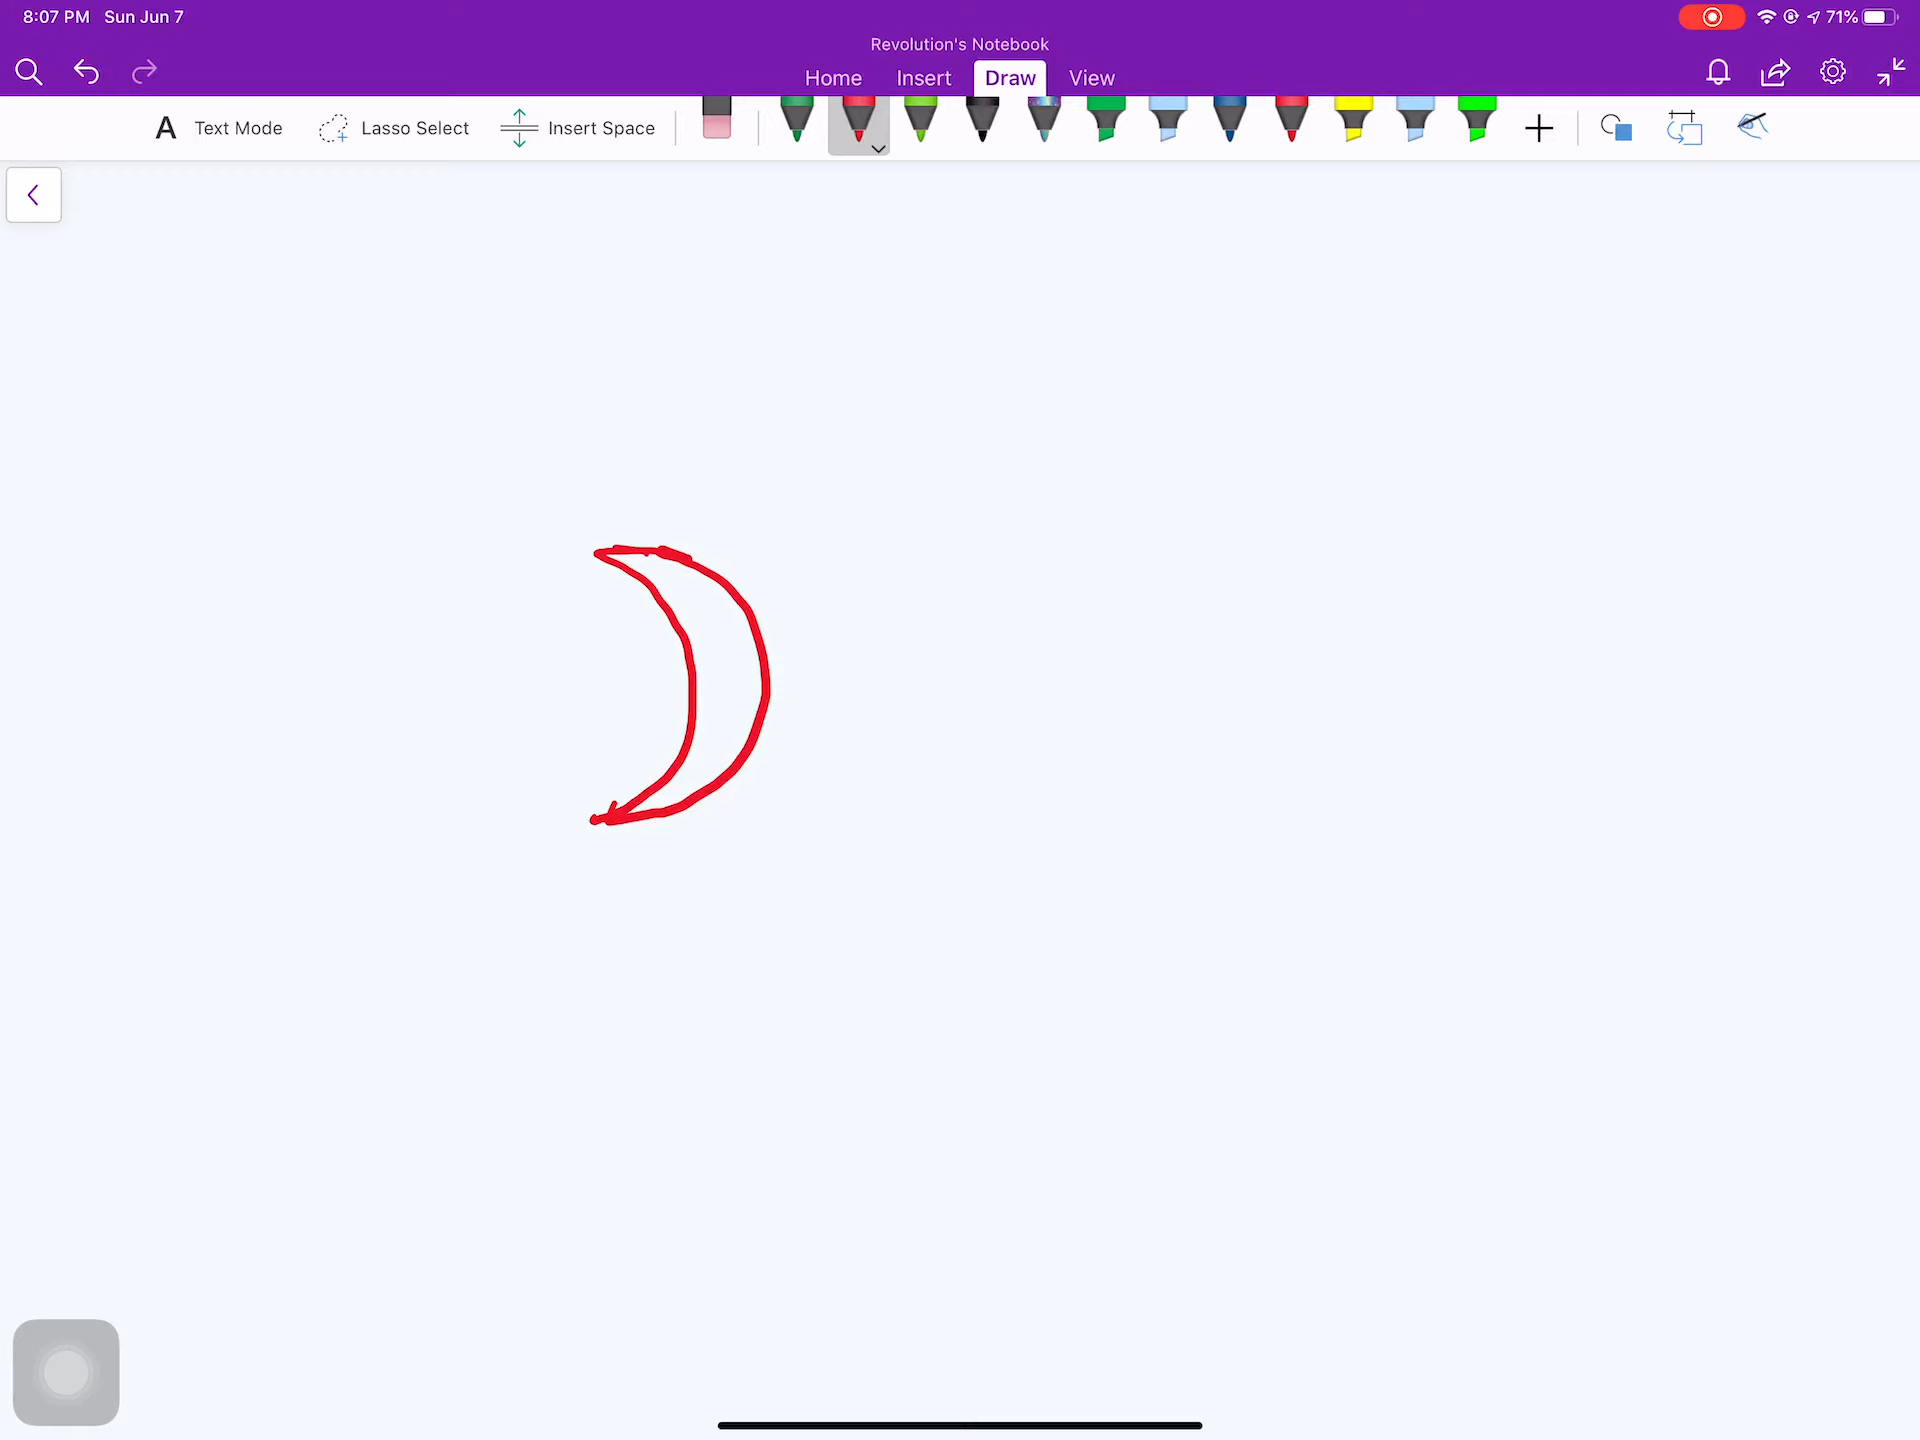 8:07 PM Sun Jun 7
71%
Revolution's Notebook
Home Insert Draw View
A Text Mode Lasso Select Insert Space